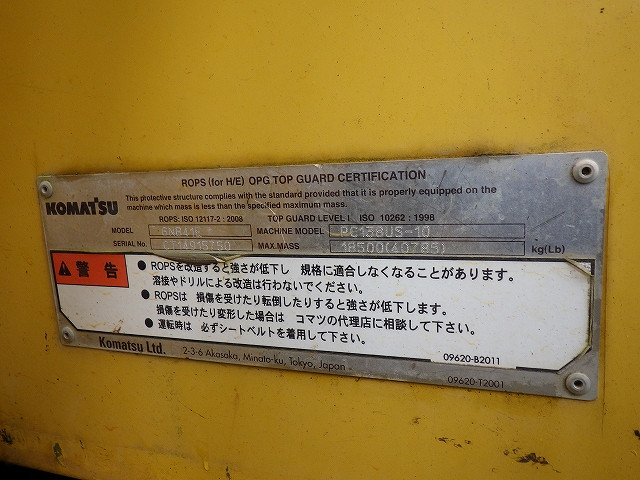 ROPS (for H/E) OPG TOP GUARD CERTIFICATION
KOMATSU
This protective structure complies with the standard provided that it is properly equipped on the
machine which mass is less than the specified maximum mass.
ROPS: ISO 12117-2 : 2008 TOP GUARD LEVEL I ISO 10262 : 1998
MODEL MACHINE MODEL PC138US-10
SERIAL No. CT14915750 MAX.MASS 18500(40785) kg(Lb)
警告
● ROPSを改造すると強さが低下し 規格に適合しなくなることがあります。
溶接やドリルによる改造は行わないでください。
● ROPSは 損傷を受けたり転倒したりすると強さが低下します。
損傷を受けたり変形した場合は コマツの代理店に相談して下さい。
● 運転時は 必ずシートベルトを着用して下さい。
09620-B2011
Komatsu Ltd. 2-3-6 Akasaka, Minato-ku, Tokyo, Japan
09620-T2001